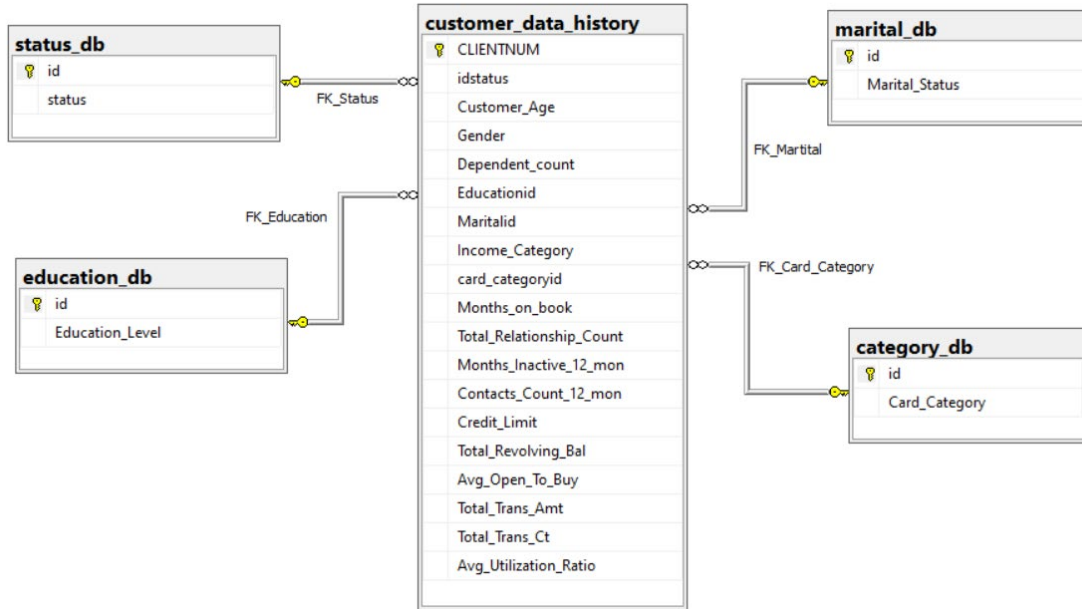 status_db
id
status
FK_Status
education_db
id
Education_Level
FK_Education
customer_data_history
CLIENTNUM
idstatus
Customer_Age
Gender
Dependent_count
Educationid
Maritalid
Income_Category
card_categoryid
Months_on_book
Total_Relationship_Count
Months_Inactive_12_mon
Contacts_Count_12_mon
Credit_Limit
Total_Revolving_Bal
Avg_Open_To_Buy
Total_Trans_Amt
Total_Trans_Ct
Avg_Utilization_Ratio
marital_db
id
Marital_Status
FK_Martital
FK_Card_Category
category_db
id
Card_Category